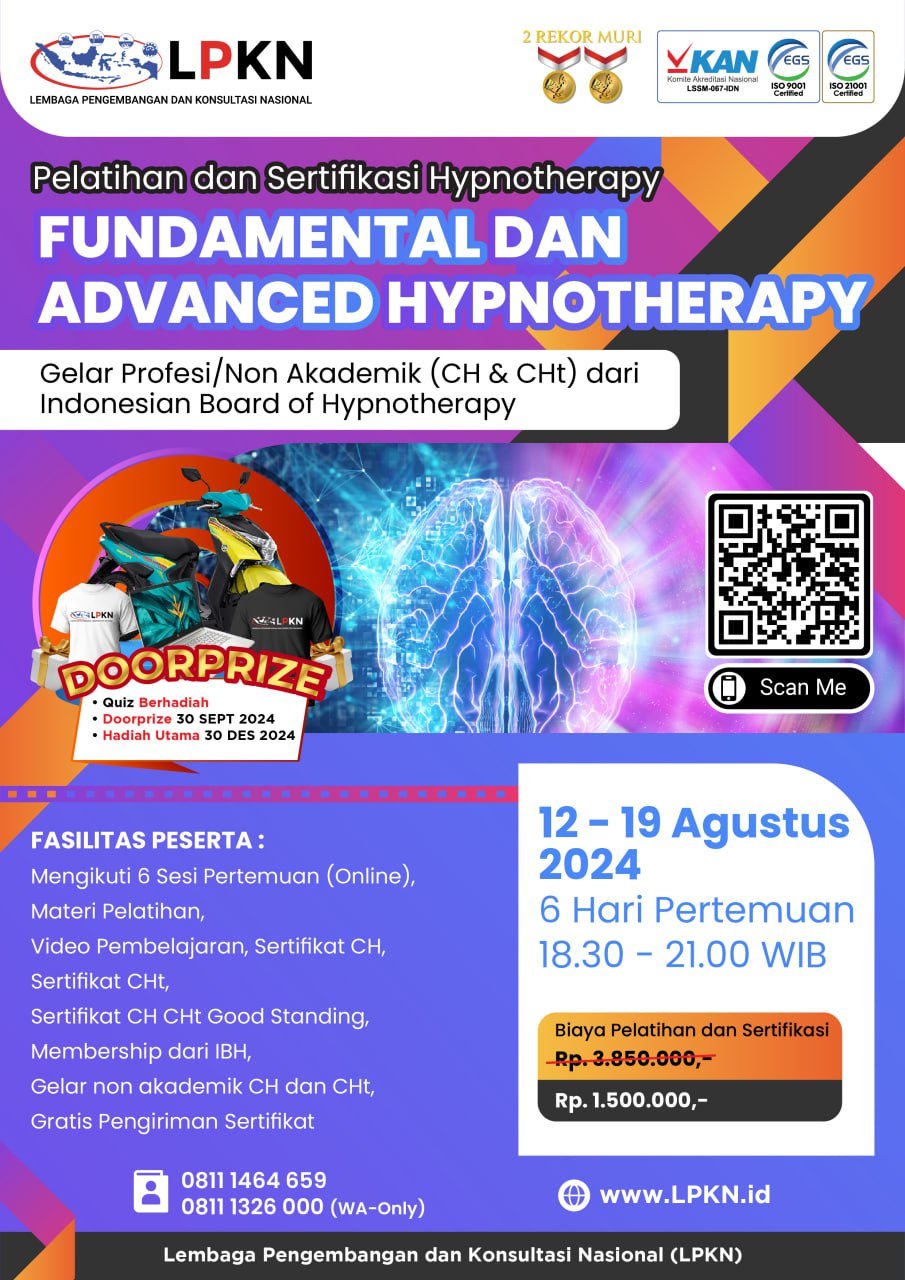 LPKN
LEMBAGA PENGEMBANGAN DAN KONSULTASI NASIONAL
2 REKOR MURI
KAN
Komite Akreditasi Nasional
LSSM-067-IDN
EGS
ISO 9001
Certified
EGS
ISO 21001
Certified
Pelatihan dan Sertifikasi Hypnotherapy
FUNDAMENTAL DAN
ADVANCED HYPNOTHERAPY
Gelar Profesi/Non Akademik (CH & CHt) dari
Indonesian Board of Hypnotherapy
LPKN
LPKN
DOORPRIZE
• Quiz Berhadiah
• Doorprize 30 SEPT 2024
• Hadiah Utama 30 DES 2024
Scan Me
FASILITAS PESERTA :
Mengikuti 6 Sesi Pertemuan (Online),
Materi Pelatihan,
Video Pembelajaran, Sertifikat CH,
Sertifikat CHt,
Sertifikat CH CHt Good Standing,
Membership dari IBH,
Gelar non akademik CH dan CHt,
Gratis Pengiriman Sertifikat
12 - 19 Agustus
2024
6 Hari Pertemuan
18.30 - 21.00 WIB
Biaya Pelatihan dan Sertifikasi
Rp. 3.850.000,-
Rp. 1.500.000,-
0811 1464 659
0811 1326 000 (WA-Only)
www.LPKN.id
Lembaga Pengembangan dan Konsultasi Nasional (LPKN)